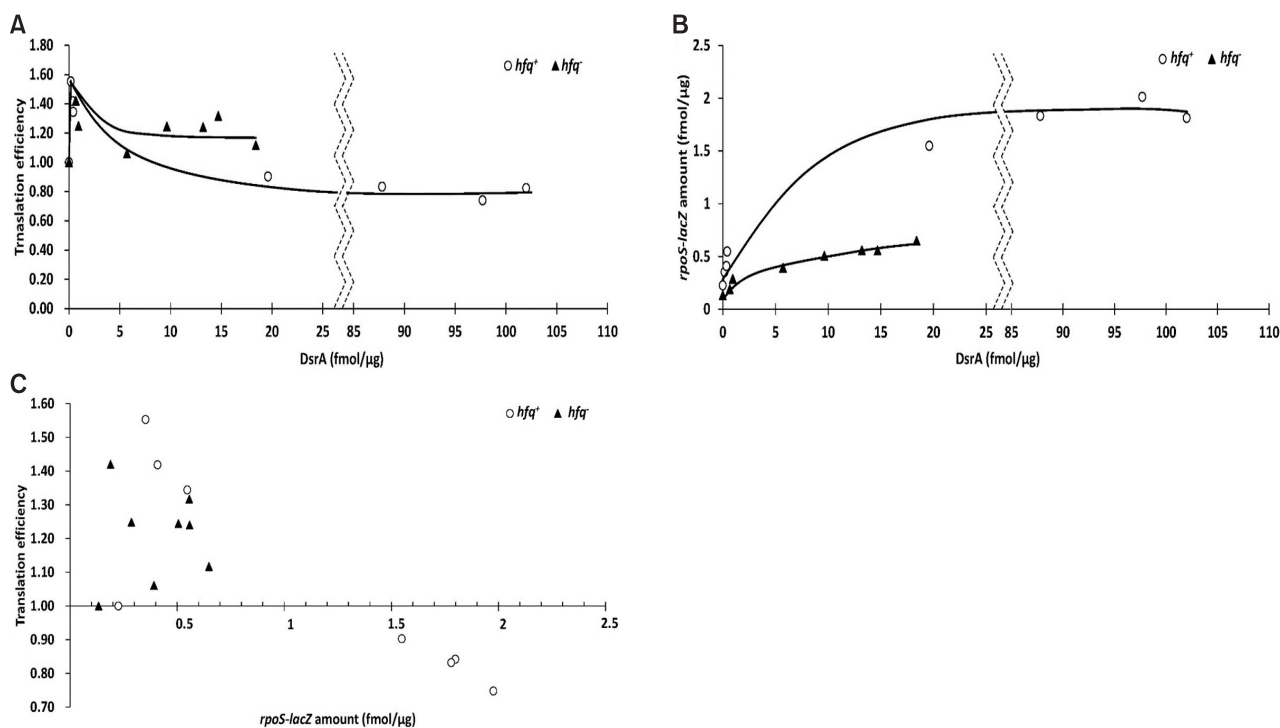 A
Trnaslation efficiency
1.80
1.60
1.40
1.20
1.00
0.80
0.60
0.40
0.20
0.00
0 5 10 15 20 25 85 90 95 100 105 110
DsrA (fmol/μg)
○ hfq⁺ ▲ hfq⁻
B
rpoS-lacZ amount (fmol/μg)
2.5
2
1.5
1
0.5
0
0 5 10 15 20 25 85 90 95 100 105 110
DsrA (fmol/μg)
○ hfq⁺ ▲ hfq⁻
C
Translation efficiency
1.60
1.50
1.40
1.30
1.20
1.10
1.00
0.90
0.80
0.70
0.5 1 1.5 2 2.5
rpoS-lacZ amount (fmol/μg)
○ hfq⁺ ▲ hfq⁻